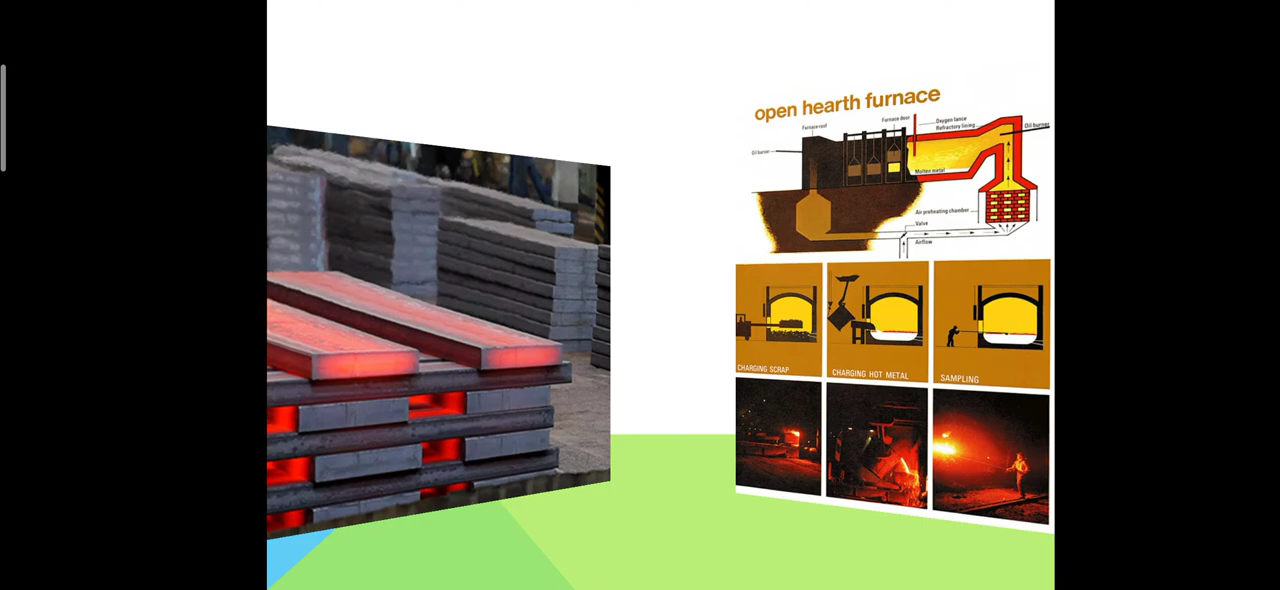 open hearth furnace
Furnace roof
Furnace door
Oxygen lance
Refractory lining
Oil burner
Oil burner
Molten metal
Air preheating chamber
Valve
Airflow
CHARGING SCRAP
CHARGING HOT METAL
SAMPLING